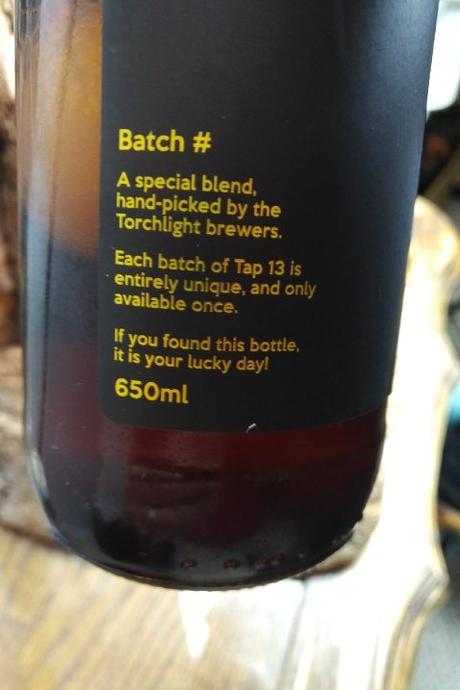 Batch #
A special blend,
hand-picked by the
Torchlight brewers.
Each batch of Tap 13 is
entirely unique, and only
available once.
If you found this bottle,
it is your lucky day!
650ml